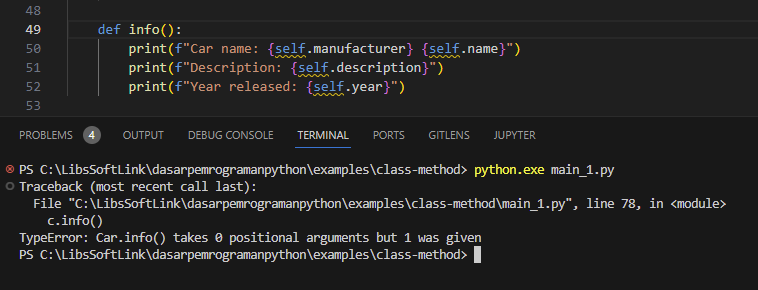 48
49 def info():
50 print(f"Car name: {self.manufacturer} {self.name}")
51 print(f"Description: {self.description}")
52 print(f"Year released: {self.year}")
53
PROBLEMS 4 OUTPUT DEBUG CONSOLE TERMINAL PORTS GITLENS JUPYTER
PS C:\LibsSoftLink\dasarpemrogramanpython\examples\class-method> python.exe main_1.py
Traceback (most recent call last):
File "C:\LibsSoftLink\dasarpemrogramanpython\examples\class-method\main_1.py", line 78, in <module>
c.info()
TypeError: Car.info() takes 0 positional arguments but 1 was given
PS C:\LibsSoftLink\dasarpemrogramanpython\examples\class-method>